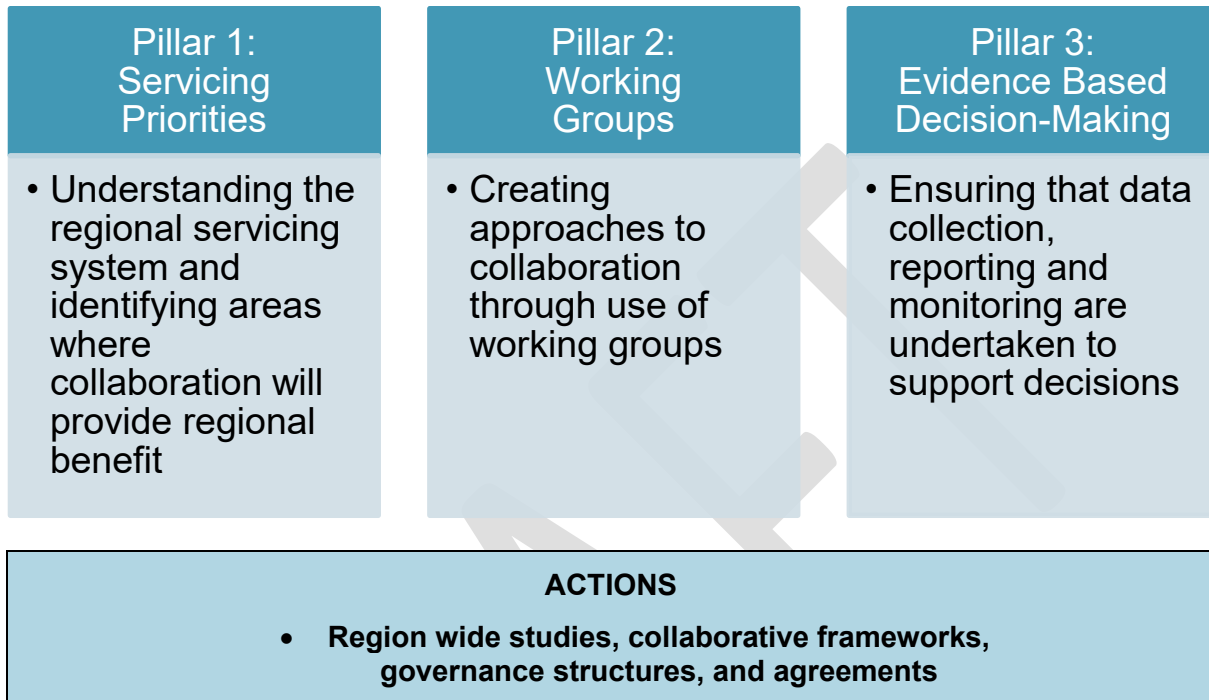 Pillar 1:
Servicing
Priorities
• Understanding the
regional servicing
system and
identifying areas
where
collaboration will
provide regional
benefit
Pillar 2:
Working
Groups
• Creating
approaches to
collaboration
through use of
working groups
Pillar 3:
Evidence Based
Decision-Making
• Ensuring that data
collection,
reporting and
monitoring are
undertaken to
support decisions
ACTIONS
• Region wide studies, collaborative frameworks,
governance structures, and agreements